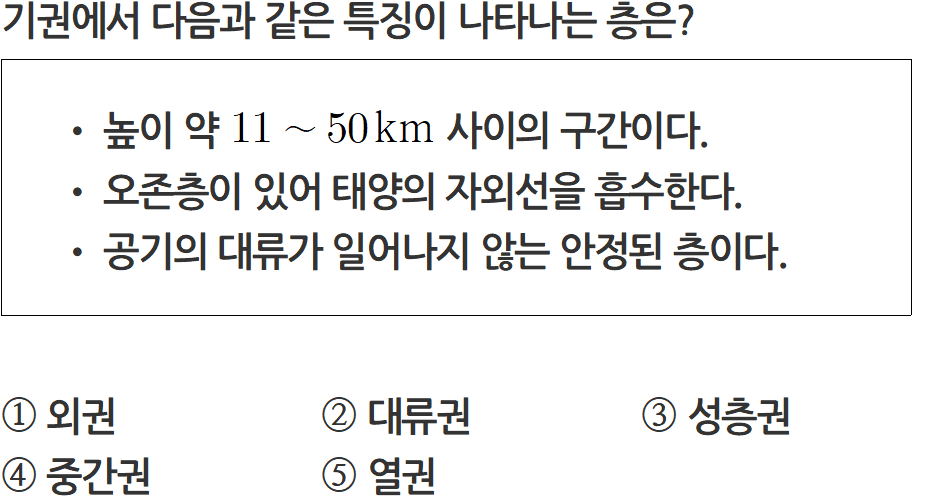 기권에서 다음과 같은 특징이 나타나는 층은?
• 높이 약 11 ~ 50 km 사이의 구간이다.
• 오존층이 있어 태양의 자외선을 흡수한다.
• 공기의 대류가 일어나지 않는 안정된 층이다.
① 외권 ② 대류권 ③ 성층권
④ 중간권 ⑤ 열권